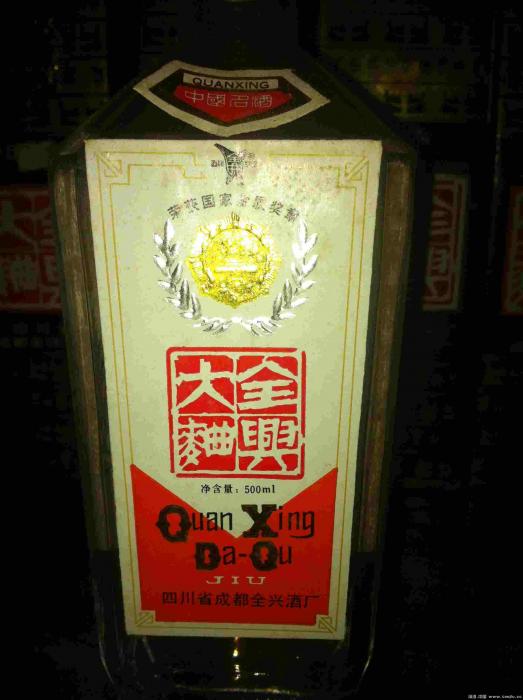 QUANXING
中國名酒
荣获国家金质奖章
全興
大麯
净含量：500ml
Quan Xing
Da-Qu
JIU
四川省成都全兴酒厂